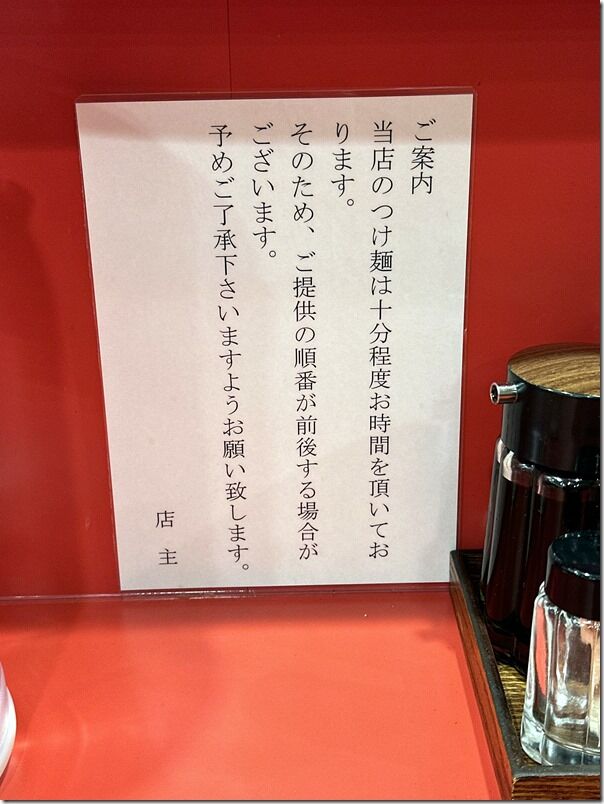 ご案内
当店のつけ麺は十分程度お時間を頂いてお
ります。
そのため、ご提供の順番が前後する場合が
ございます。
予めご了承下さいますようお願い致します。
店　主